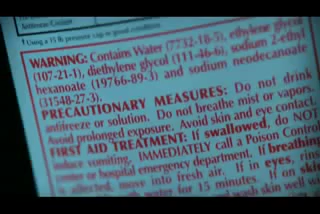 † Using a 15 lb. pressure cap in good condition.
WARNING: Contains Water (7732-18-5), ethylene glycol
(107-21-1), diethylene glycol (111-46-6), sodium 2-ethyl
hexanoate (19766-89-3) and sodium neodecanoate
(31548-27-3).
PRECAUTIONARY MEASURES: Do not drink
antifreeze or solution. Do not breathe mist or vapors.
Avoid prolonged exposure. Avoid skin and eye contact.
FIRST AID TREATMENT: If swallowed, do NOT
induce vomiting. IMMEDIATELY call a Poison Control
center or hospital emergency department. If breathing
is affected, move into fresh air. If in eyes, rinse
with water for 15 minutes. If on skin
wash skin well